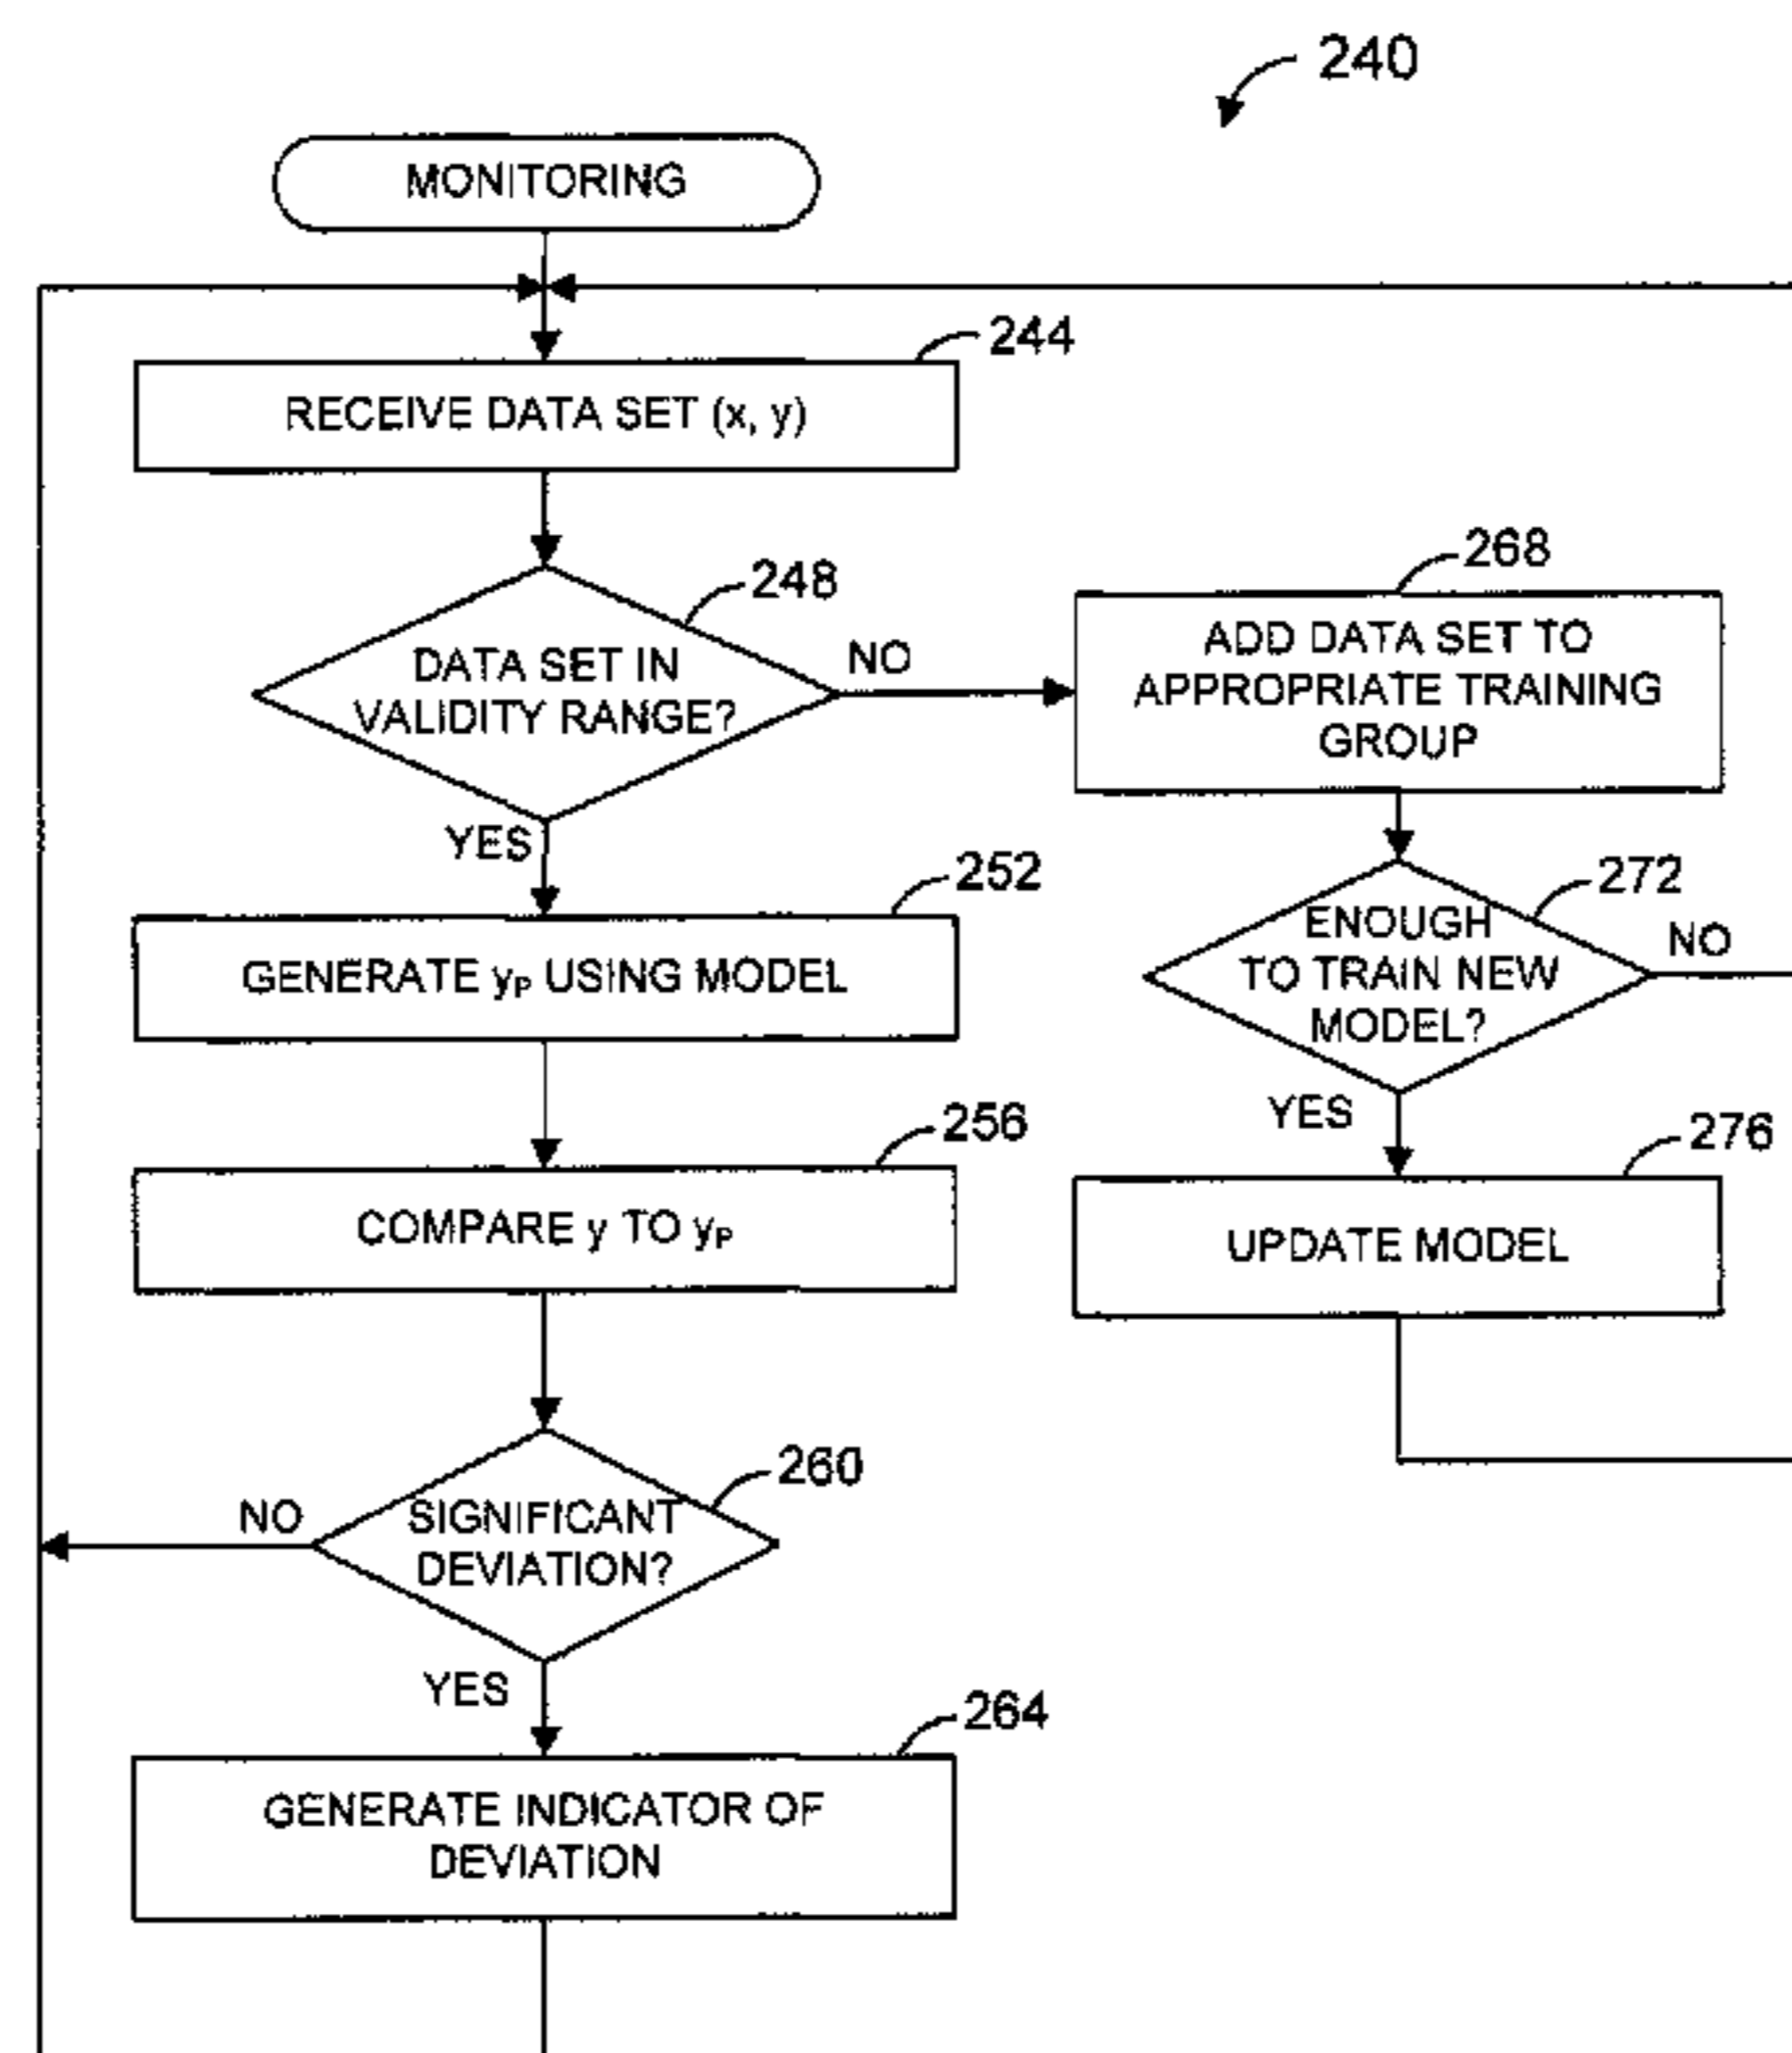 240
MONITORING
244
RECEIVE DATA SET (x, y)
248
DATA SET IN
VALIDITY RANGE?
NO
YES
268
ADD DATA SET TO
APPROPRIATE TRAINING
GROUP
252
GENERATE yP USING MODEL
272
ENOUGH
TO TRAIN NEW
MODEL?
NO
YES
256
COMPARE y TO yP
276
UPDATE MODEL
260
SIGNIFICANT
DEVIATION?
NO
YES
264
GENERATE INDICATOR OF
DEVIATION